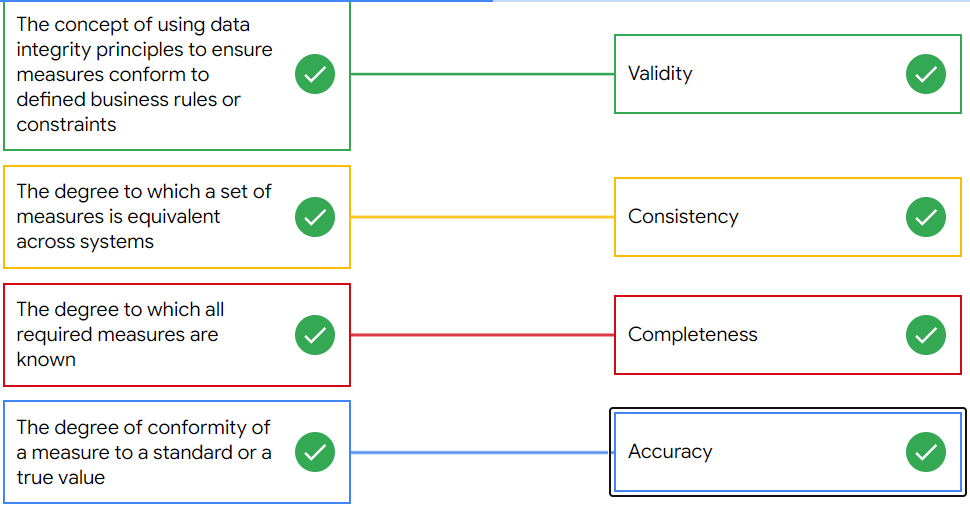 The concept of using data
integrity principles to ensure
measures conform to
defined business rules or
constraints
Validity
The degree to which a set of
measures is equivalent
across systems
Consistency
The degree to which all
required measures are
known
Completeness
The degree of conformity of
a measure to a standard or a
true value
Accuracy